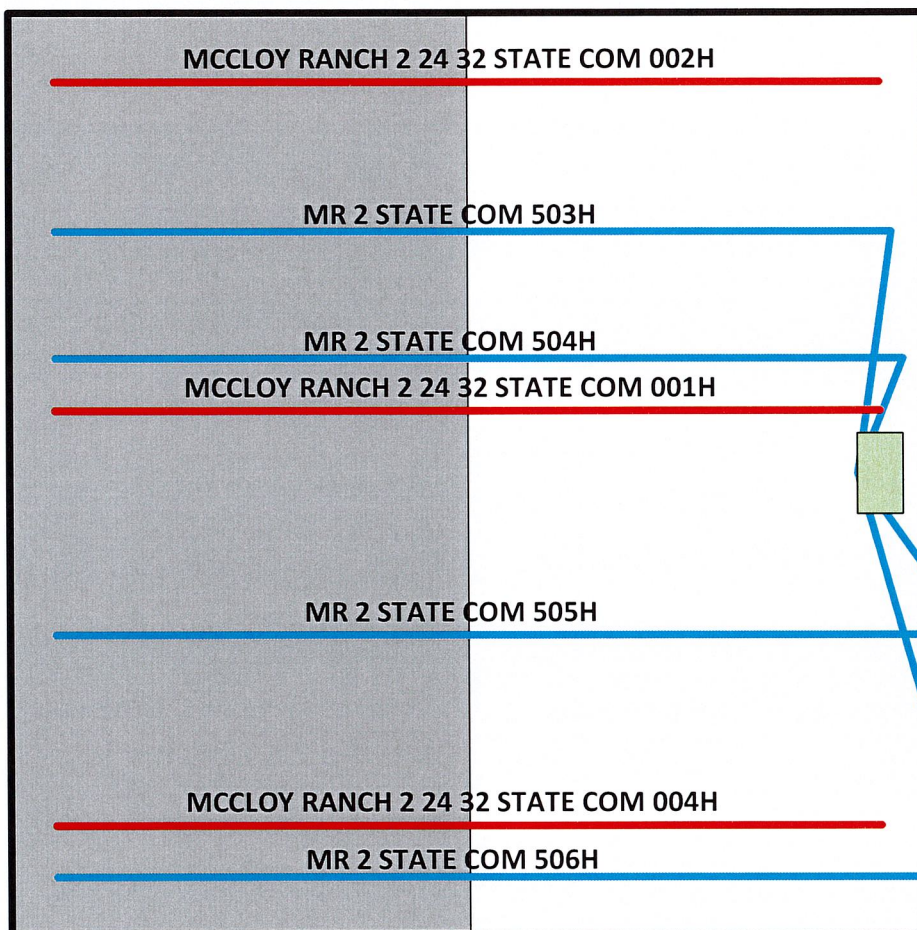 MCCLOY RANCH 2 24 32 STATE COM 002H
MR 2 STATE COM 503H
MR 2 STATE COM 504H
MCCLOY RANCH 2 24 32 STATE COM 001H
MR 2 STATE COM 505H
MCCLOY RANCH 2 24 32 STATE COM 004H
MR 2 STATE COM 506H